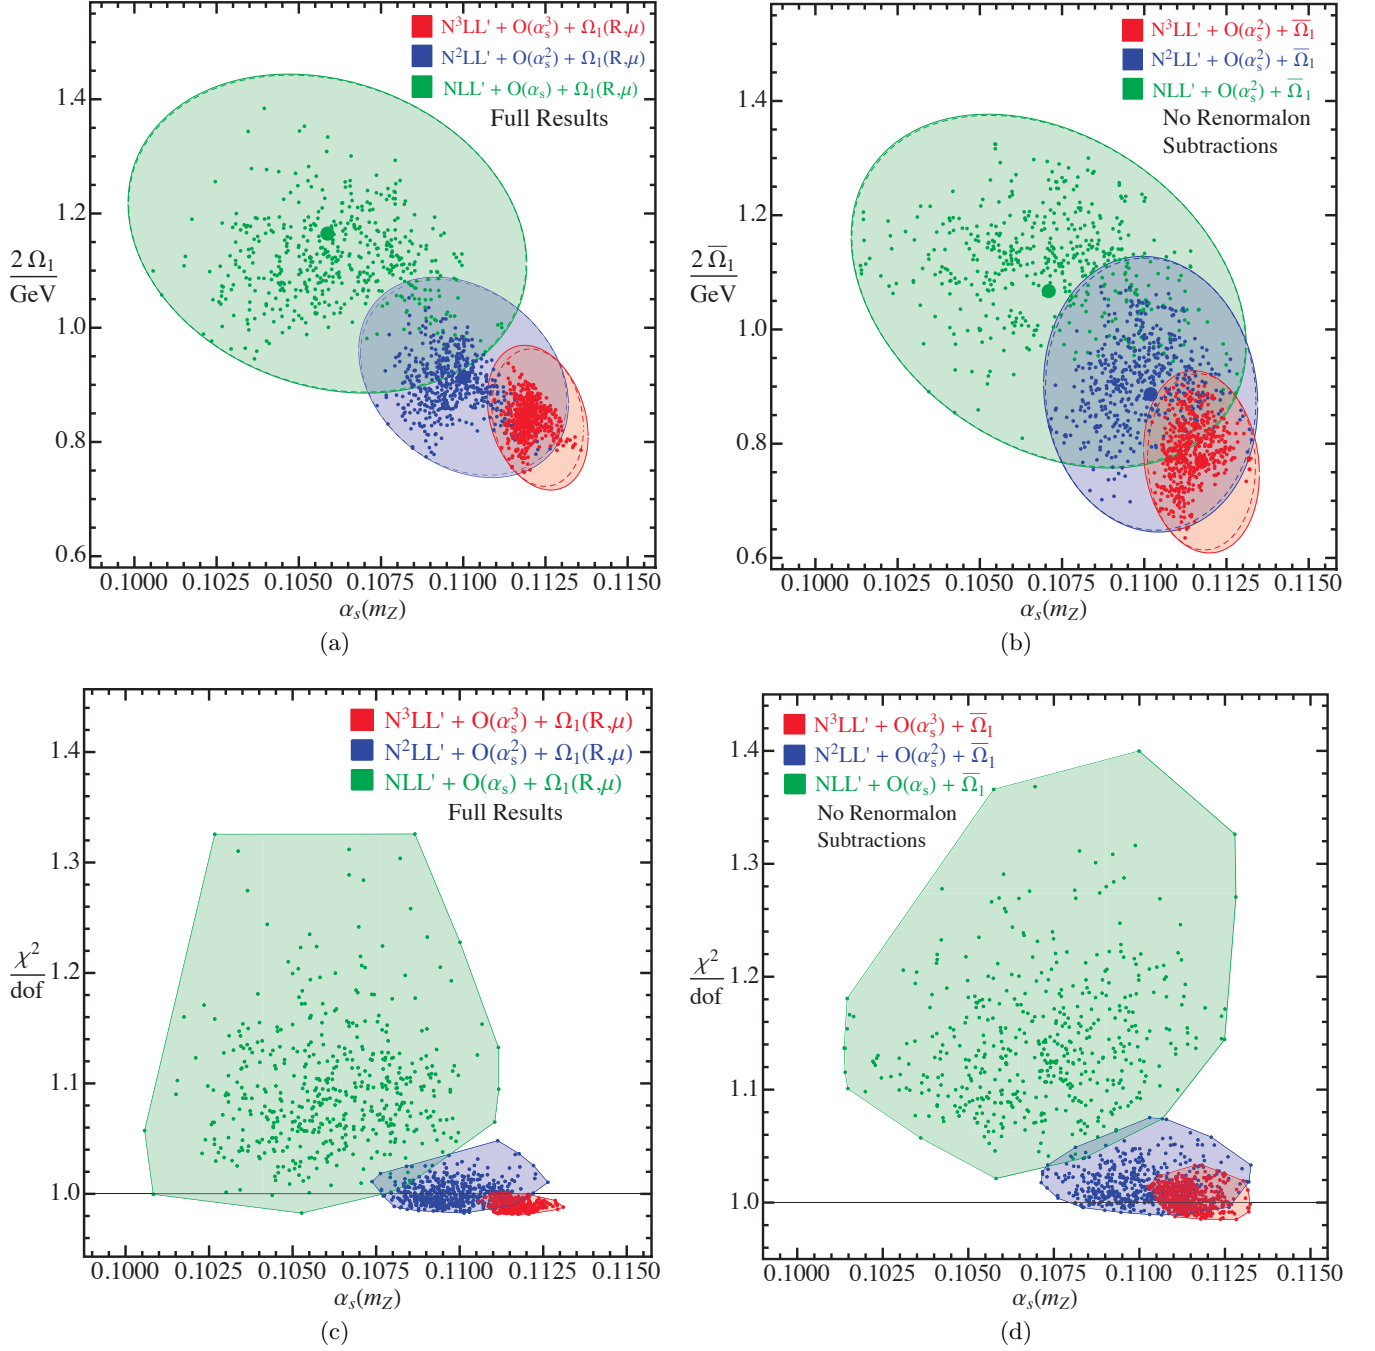 N³LL' + O(αₛ³) + Ω₁(R,μ)
N²LL' + O(αₛ²) + Ω₁(R,μ)
NLL' + O(αₛ) + Ω₁(R,μ)
Full Results
1.4
1.2
1.0
0.8
0.6
2 Ω₁
GeV
0.1000 0.1025 0.1050 0.1075 0.1100 0.1125 0.1150
αₛ(m_Z)
(a)
N³LL' + O(αₛ²) + Ω̅₁
N²LL' + O(αₛ²) + Ω̅₁
NLL' + O(αₛ²) + Ω̅₁
No Renormalon
Subtractions
1.4
1.2
1.0
0.8
0.6
2 Ω̅₁
GeV
0.1000 0.1025 0.1050 0.1075 0.1100 0.1125 0.1150
αₛ(m_Z)
(b)
N³LL' + O(αₛ³) + Ω₁(R,μ)
N²LL' + O(αₛ²) + Ω₁(R,μ)
NLL' + O(αₛ) + Ω₁(R,μ)
Full Results
1.4
1.3
1.2
1.1
1.0
χ²
dof
0.1000 0.1025 0.1050 0.1075 0.1100 0.1125 0.1150
αₛ(m_Z)
(c)
N³LL' + O(αₛ³) + Ω̅₁
N²LL' + O(αₛ²) + Ω̅₁
NLL' + O(αₛ) + Ω̅₁
No Renormalon
Subtractions
1.4
1.3
1.2
1.1
1.0
χ²
dof
0.1000 0.1025 0.1050 0.1075 0.1100 0.1125 0.1150
αₛ(m_Z)
(d)